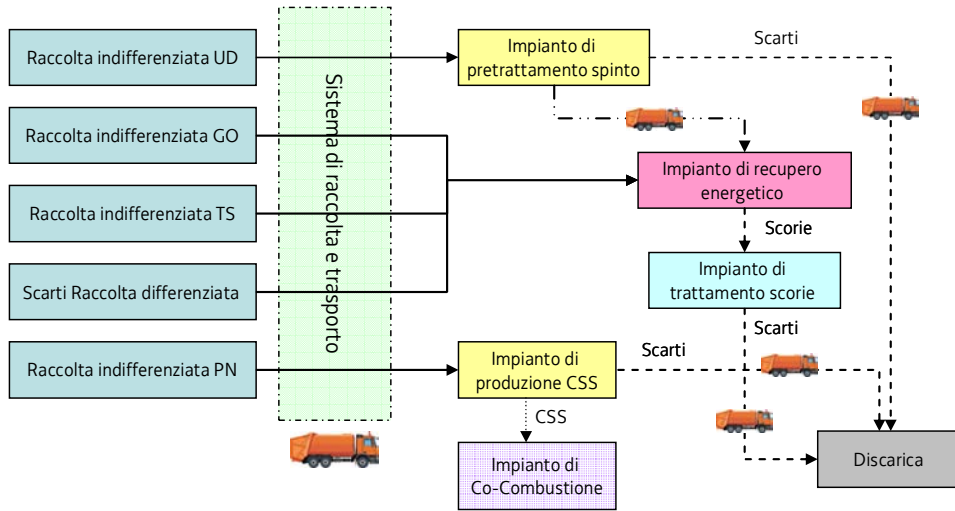 Raccolta indifferenziata UD
Raccolta indifferenziata GO
Raccolta indifferenziata TS
Scarti Raccolta differenziata
Raccolta indifferenziata PN
Sistema di raccolta e trasporto
Impianto di
pretrattamento spinto
Scarti
Impianto di recupero
energetico
Scorie
Impianto di
trattamento scorie
Scarti
Impianto di
produzione CSS
Scarti
CSS
Impianto di
Co-Combustione
Discarica